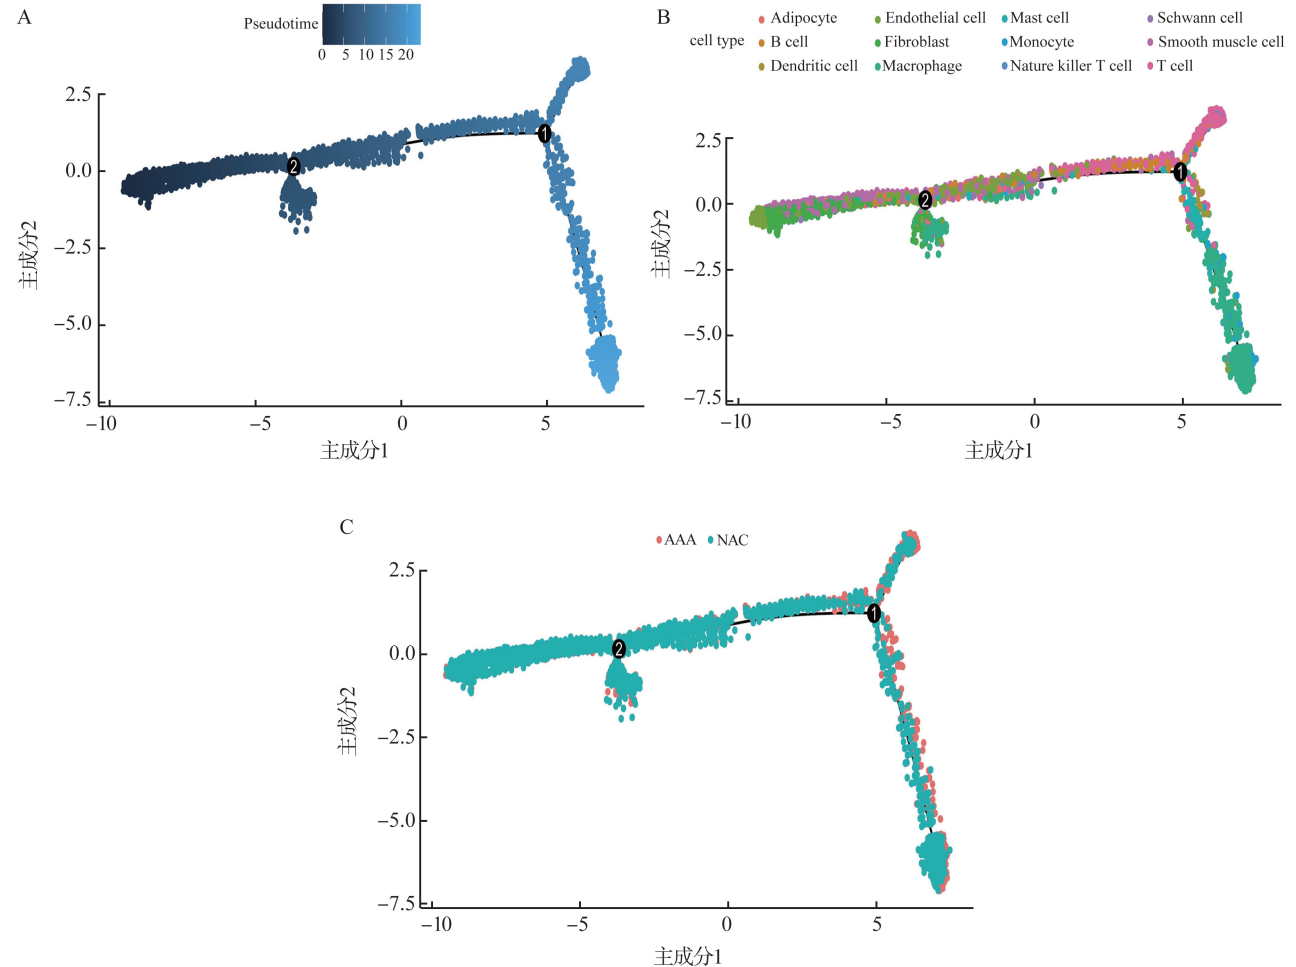 A
Pseudotime
0 5 10 15 20
2.5
0.0
−2.5
−5.0
−7.5
−10 −5 0 5
主成分1
主成分2
1
2
B
cell type
Adipocyte Endothelial cell Mast cell Schwann cell
B cell Fibroblast Monocyte Smooth muscle cell
Dendritic cell Macrophage Nature killer T cell T cell
2.5
0.0
−2.5
−5.0
−7.5
−10 −5 0 5
主成分1
主成分2
1
2
C
AAA NAC
2.5
0.0
−2.5
−5.0
−7.5
−10 −5 0 5
主成分1
主成分2
1
2